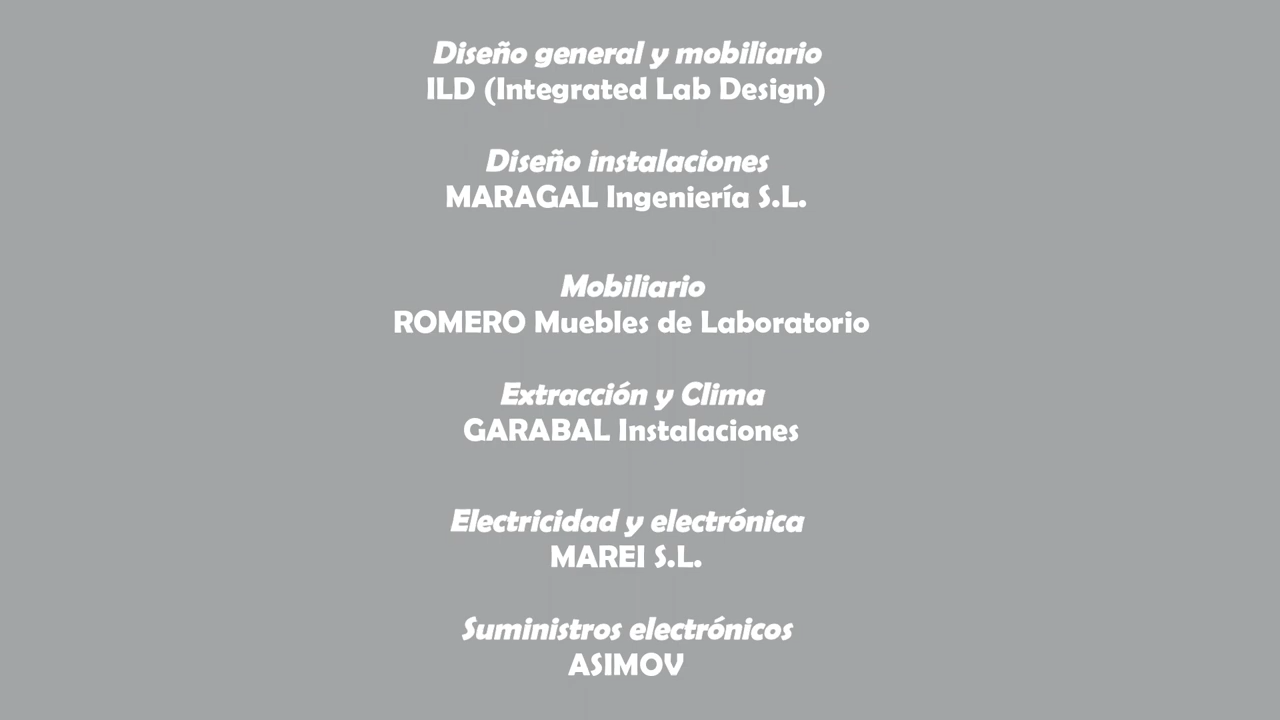 Diseño general y mobiliario
ILD (Integrated Lab Design)
Diseño instalaciones
MARAGAL Ingeniería S.L.
Mobiliario
ROMERO Muebles de Laboratorio
Extracción y Clima
GARABAL Instalaciones
Electricidad y electrónica
MAREI S.L.
Suministros electrónicos
ASIMOV